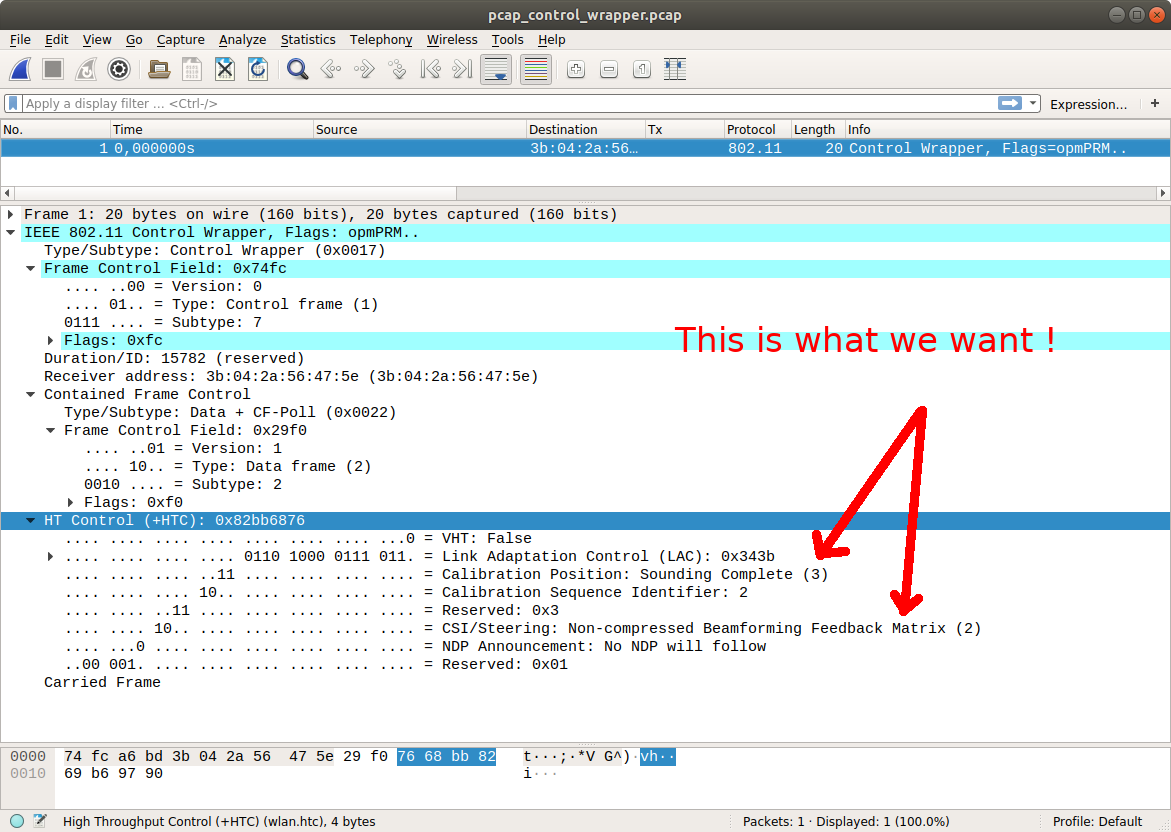 pcap_control_wrapper.pcap
File Edit View Go Capture Analyze Statistics Telephony Wireless Tools Help
Apply a display filter ... <Ctrl-/> Expression... +
No. Time Source Destination Tx Protocol Length Info
1 0,000000s 3b:04:2a:56… 802.11 20 Control Wrapper, Flags=opmPRM..
Frame 1: 20 bytes on wire (160 bits), 20 bytes captured (160 bits)
IEEE 802.11 Control Wrapper, Flags: opmPRM..
Type/Subtype: Control Wrapper (0x0017)
Frame Control Field: 0x74fc
.... ..00 = Version: 0
.... 01.. = Type: Control frame (1)
0111 .... = Subtype: 7
Flags: 0xfc
This is what we want !
Duration/ID: 15782 (reserved)
Receiver address: 3b:04:2a:56:47:5e (3b:04:2a:56:47:5e)
Contained Frame Control
Type/Subtype: Data + CF-Poll (0x0022)
Frame Control Field: 0x29f0
.... ..01 = Version: 1
.... 10.. = Type: Data frame (2)
0010 .... = Subtype: 2
Flags: 0xf0
HT Control (+HTC): 0x82bb6876
.... .... .... .... .... .... .... ...0 = VHT: False
.... .... .... .... 0110 1000 0111 011. = Link Adaptation Control (LAC): 0x343b
.... .... .... ..11 .... .... .... .... = Calibration Position: Sounding Complete (3)
.... .... .... 10.. .... .... .... .... = Calibration Sequence Identifier: 2
.... .... ..11 .... .... .... .... .... = Reserved: 0x3
.... .... 10.. .... .... .... .... .... = CSI/Steering: Non-compressed Beamforming Feedback Matrix (2)
.... ...0 .... .... .... .... .... .... = NDP Announcement: No NDP will follow
..00 001. .... .... .... .... .... .... = Reserved: 0x01
Carried Frame
0000 74 fc a6 bd 3b 04 2a 56 47 5e 29 f0 76 68 bb 82 t···;·*V G^)·vh··
0010 69 b6 97 90 i···
High Throughput Control (+HTC) (wlan.htc), 4 bytes Packets: 1 · Displayed: 1 (100.0%) Profile: Default